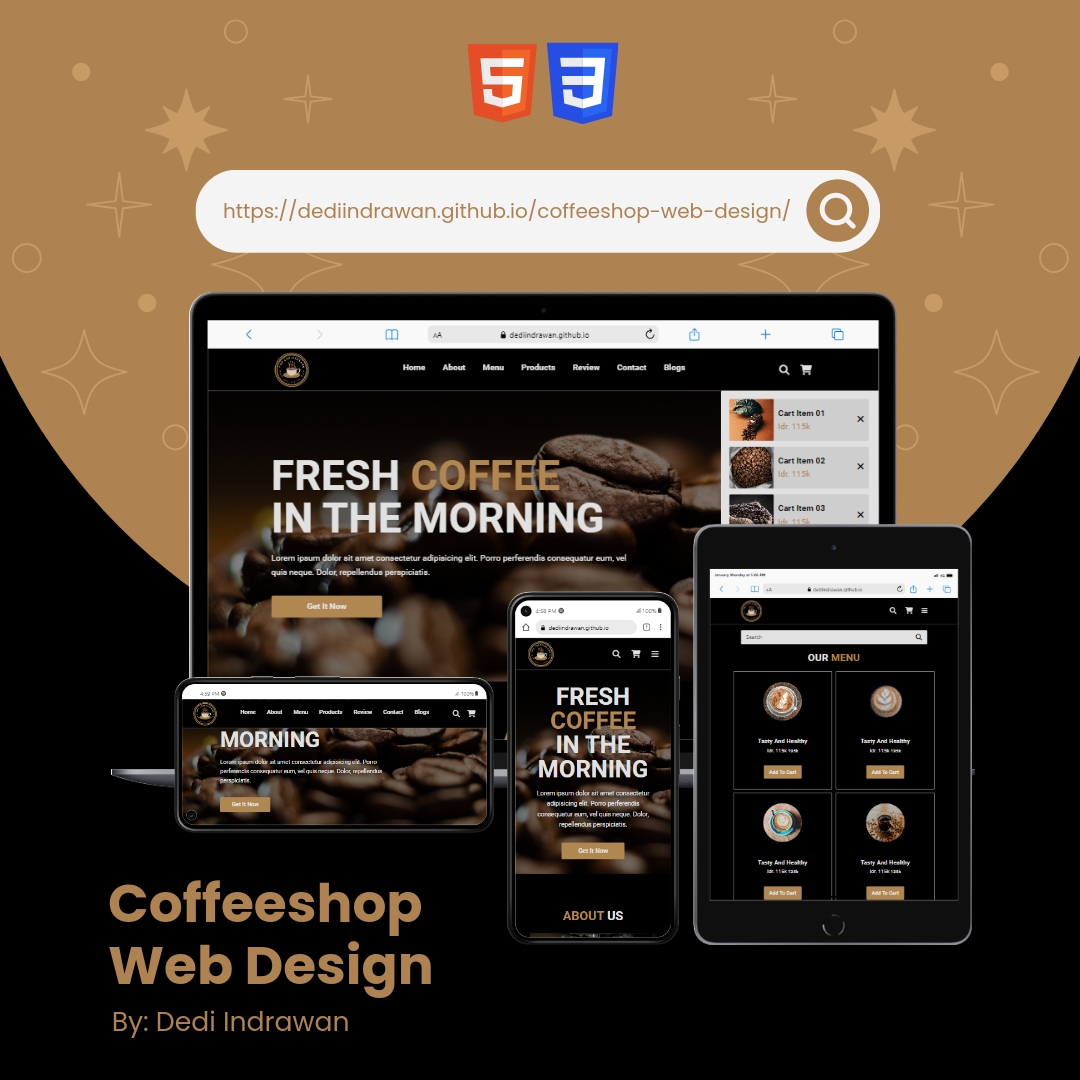 https://dediindrawan.github.io/coffeeshop-web-design/
AA
dediindrawan.github.io
Home About Menu Products Review Contact Blogs
FRESH COFFEE
IN THE MORNING
Lorem ipsum dolor sit amet consectetur adipisicing elit. Porro perferendis consequatur eum, vel
quis neque. Dolor, repellendus perspiciatis.
Get It Now
Cart Item 01
Idr. 115k
Cart Item 02
Idr. 115k
Cart Item 03
Idr. 115k
4:59 PM
100%
Home About Menu Products Review Contact Blogs
MORNING
Lorem ipsum dolor sit amet consectetur adipisicing elit. Porro
perferendis consequatur eum, vel quis neque. Dolor, repellendus
perspiciatis.
Get It Now
4:58 PM
100%
dediindrawan.github.io
FRESH
COFFEE
IN THE
MORNING
Lorem ipsum dolor sit amet consectetur
adipisicing elit. Porro perferendis
consequatur eum, vel quis neque. Dolor,
repellendus perspiciatis.
Get It Now
ABOUT US
AA
dediindrawan.github.io
Search
OUR MENU
Tasty And Healthy
Idr. 115k
Add To Cart
Tasty And Healthy
Idr. 115k
Add To Cart
Tasty And Healthy
Idr. 115k
Add To Cart
Tasty And Healthy
Idr. 115k
Add To Cart
Coffeeshop
Web Design
By: Dedi Indrawan